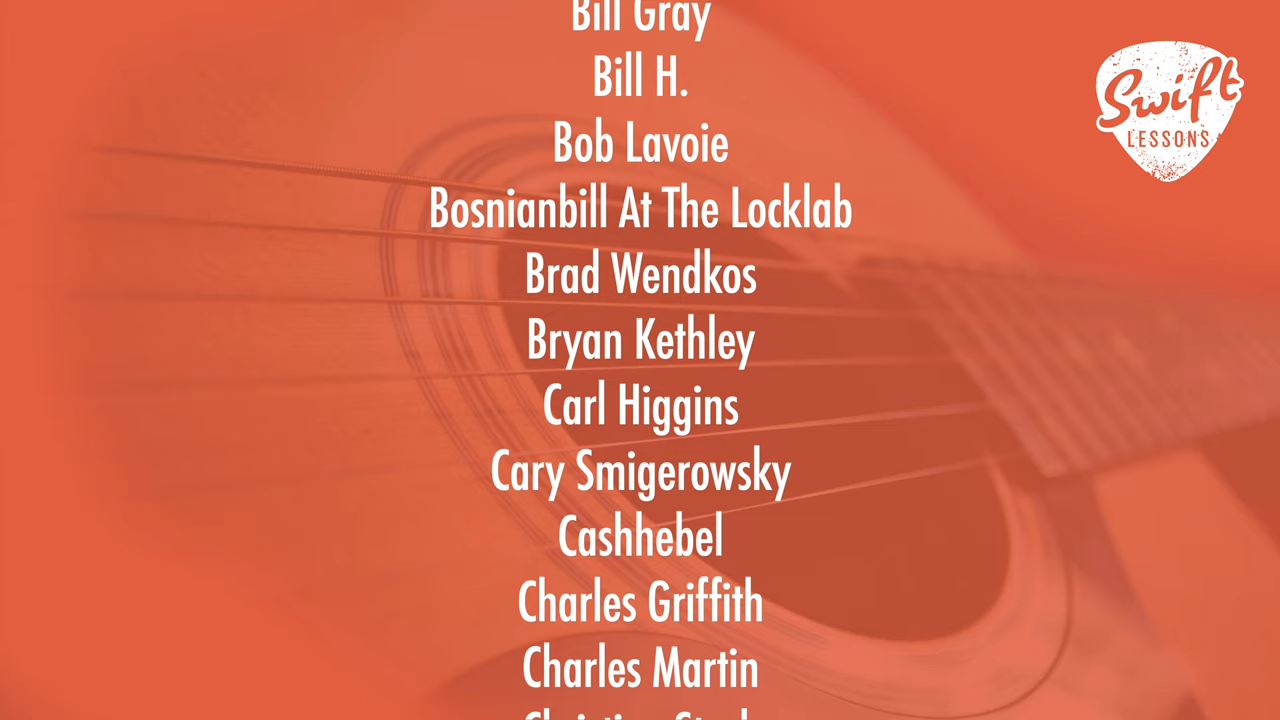 Bill Gray
Bill H.
Bob Lavoie
Bosnianbill At The Locklab
Brad Wendkos
Bryan Kethley
Carl Higgins
Cary Smigerowsky
Cashhebel
Charles Griffith
Charles Martin
Swift
LESSONS